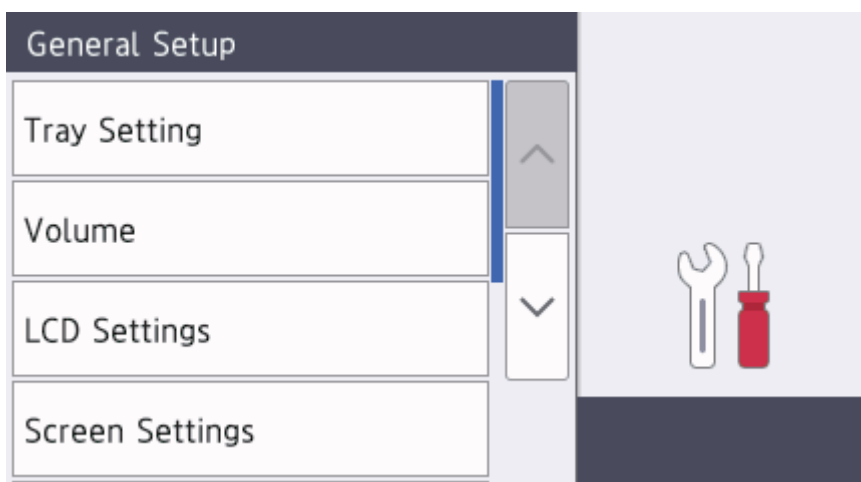 General Setup
Tray Setting
Volume
LCD Settings
Screen Settings